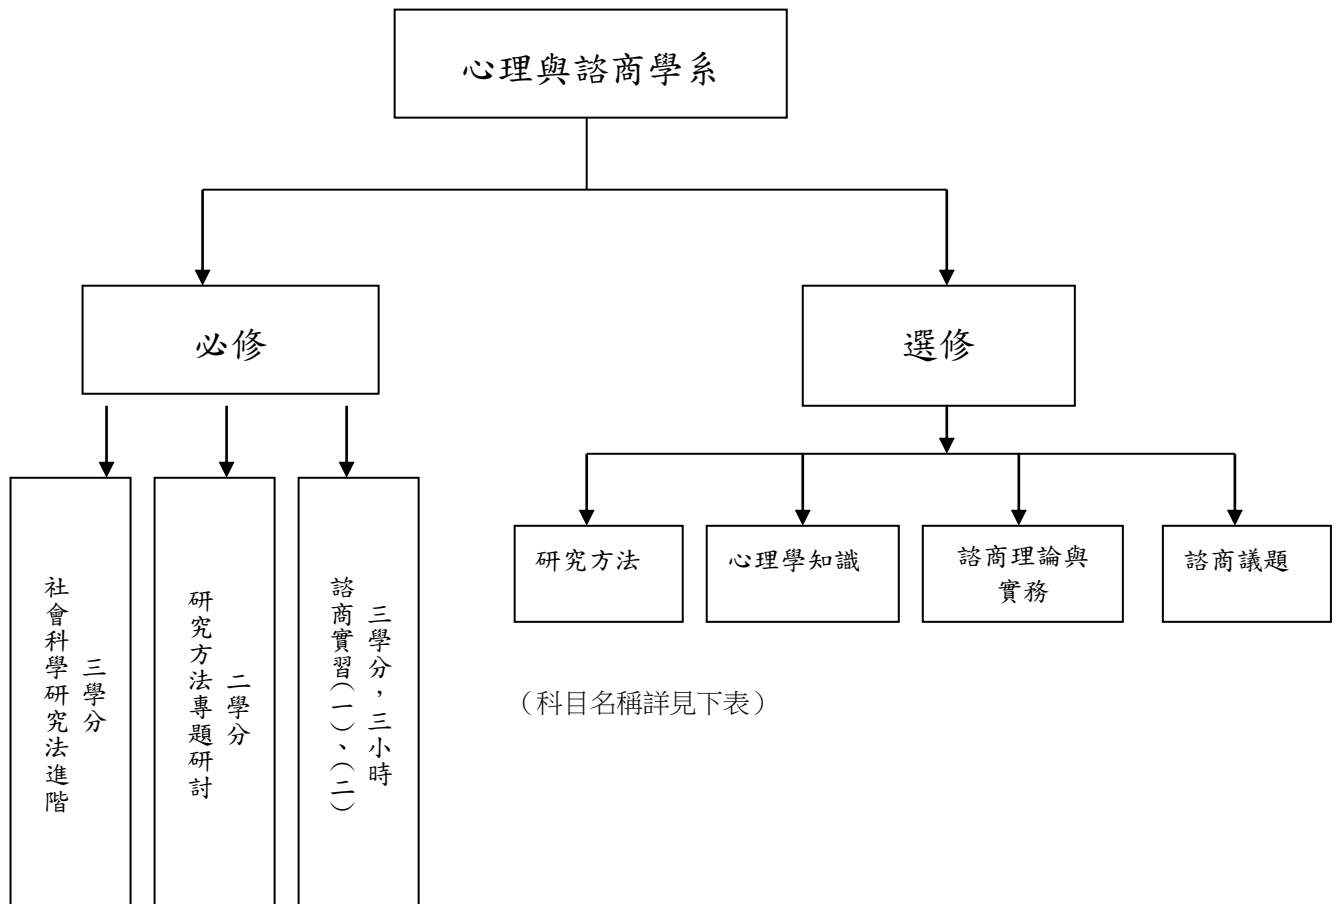 心理與諮商學系
必修
選修
社會科學研究法進階
三學分
研究方法專題研討
二學分
諮商實習(一)、(二)
三學分,三小時
研究方法
心理學知識
諮商理論與
實務
諮商議題
(科目名稱詳見下表)